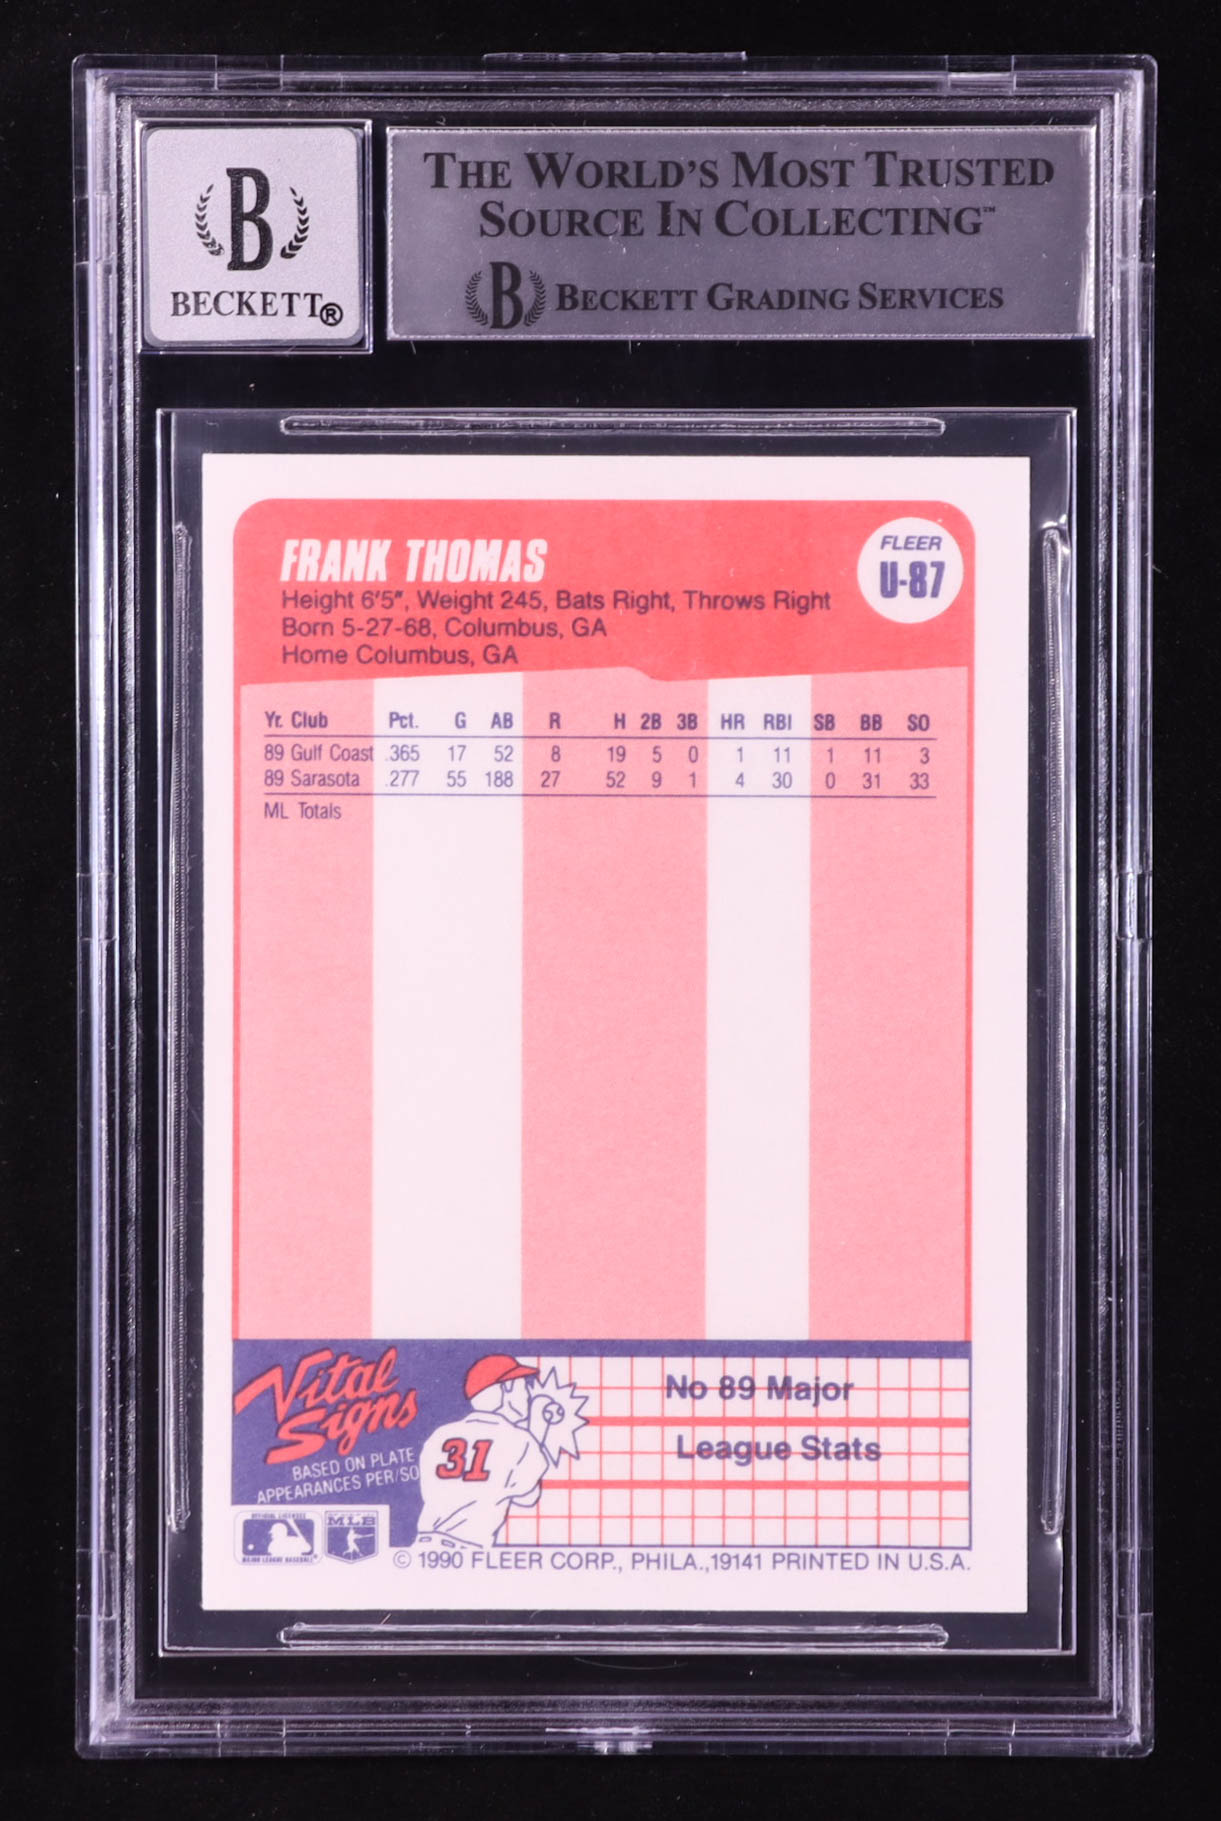 B
BECKETT®
THE WORLD'S MOST TRUSTED
SOURCE IN COLLECTING™
B BECKETT GRADING SERVICES
FRANK THOMAS
FLEER
U-87
Height 6'5", Weight 245, Bats Right, Throws Right
Born 5-27-68, Columbus, GA
Home Columbus, GA
Yr. Club Pct. G AB R H 2B 3B HR RBI SB BB SO
89 Gulf Coast .365 17 52 8 19 5 0 1 11 1 11 3
89 Sarasota .277 55 188 27 52 9 1 4 30 0 31 33
ML Totals
Vital
Signs
BASED ON PLATE
APPEARANCES PER/SO
31
No 89 Major
League Stats
OFFICIAL LICENSEE
MAJOR LEAGUE BASEBALL
MLB
© 1990 FLEER CORP., PHILA.,19141 PRINTED IN U.S.A.